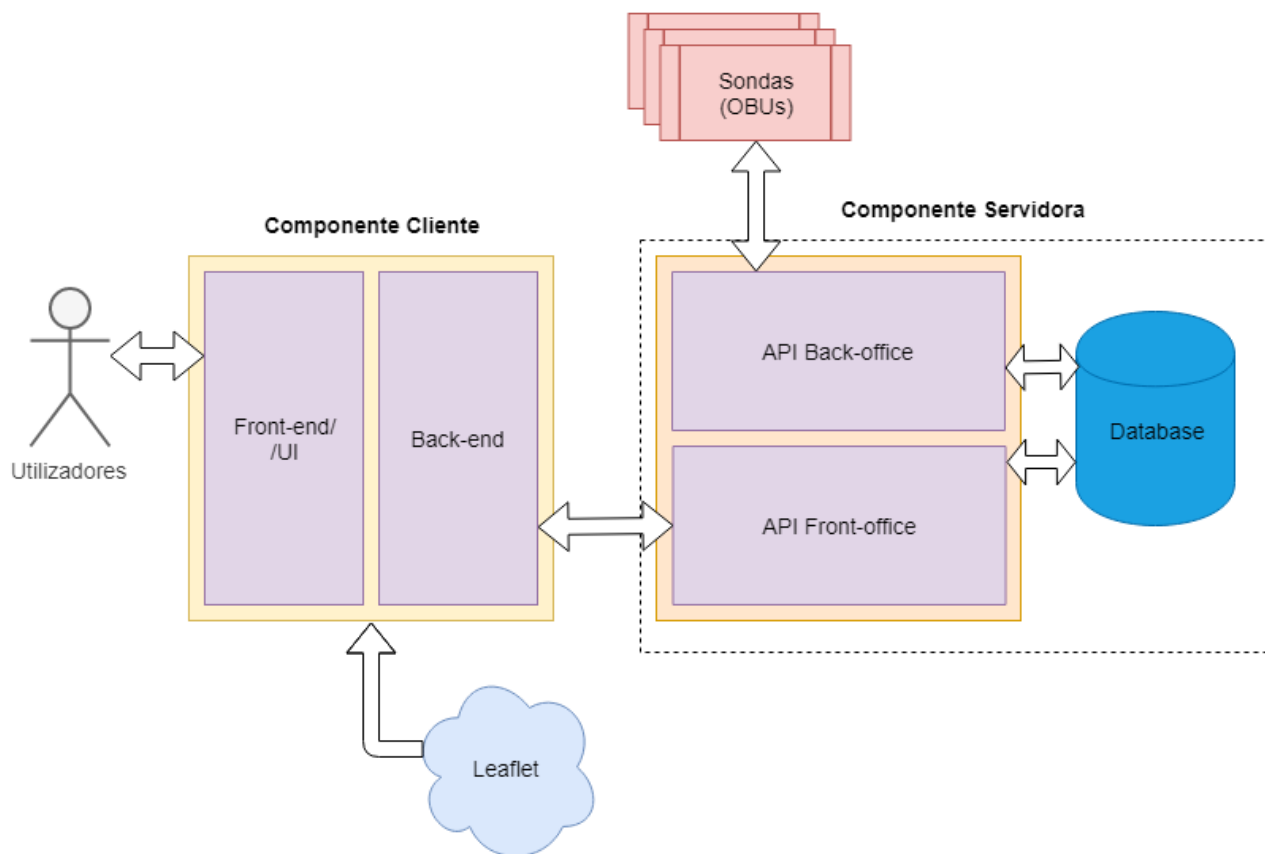 Sondas
(OBUs)
Componente Cliente
Componente Servidora
Utilizadores
Front-end/
/UI
Back-end
API Back-office
API Front-office
Database
Leaflet